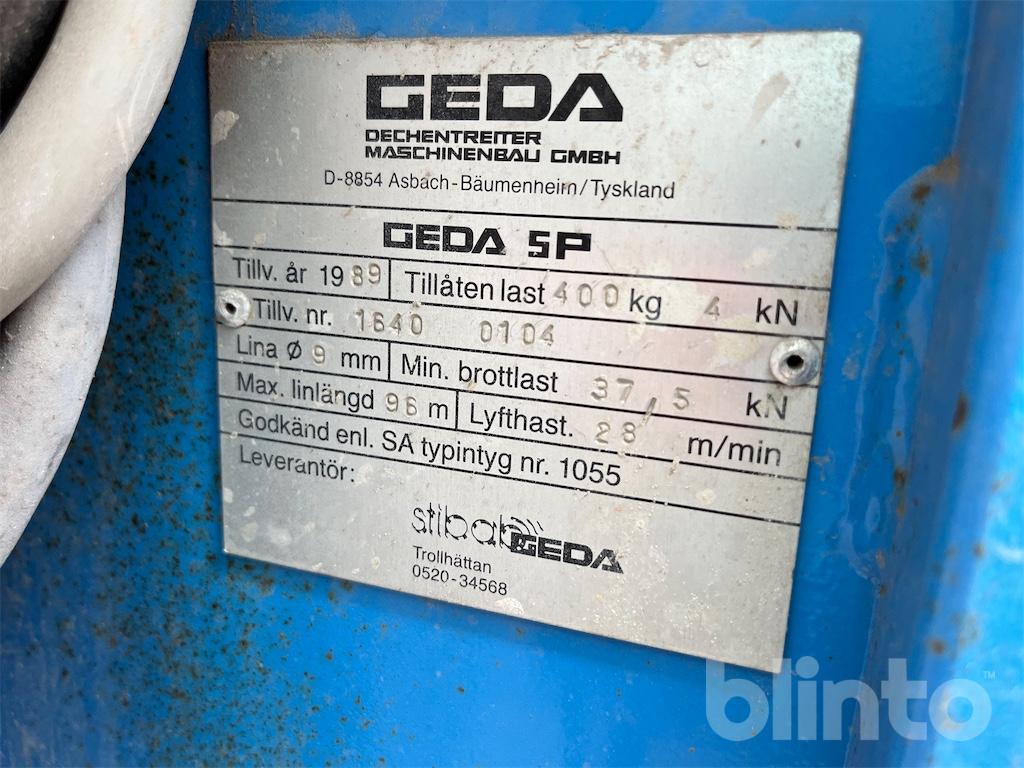 GEDA
DECHENTREITER
MASCHINENBAU GMBH
D-8854 Asbach-Bäumenheim/Tyskland
GEDA 5P
Tillv. år 1989 Tillåten last 400 kg 4 kN
Tillv. nr. 1640 0104
Lina Ø 9 mm Min. brottlast 37,5 kN
Max. linlängd 96 m Lyfthast. 28 m/min
Godkänd enl. SA typintyg nr. 1055
Leverantör:
stibab GEDA
Trollhättan
0520-34568
blinto™